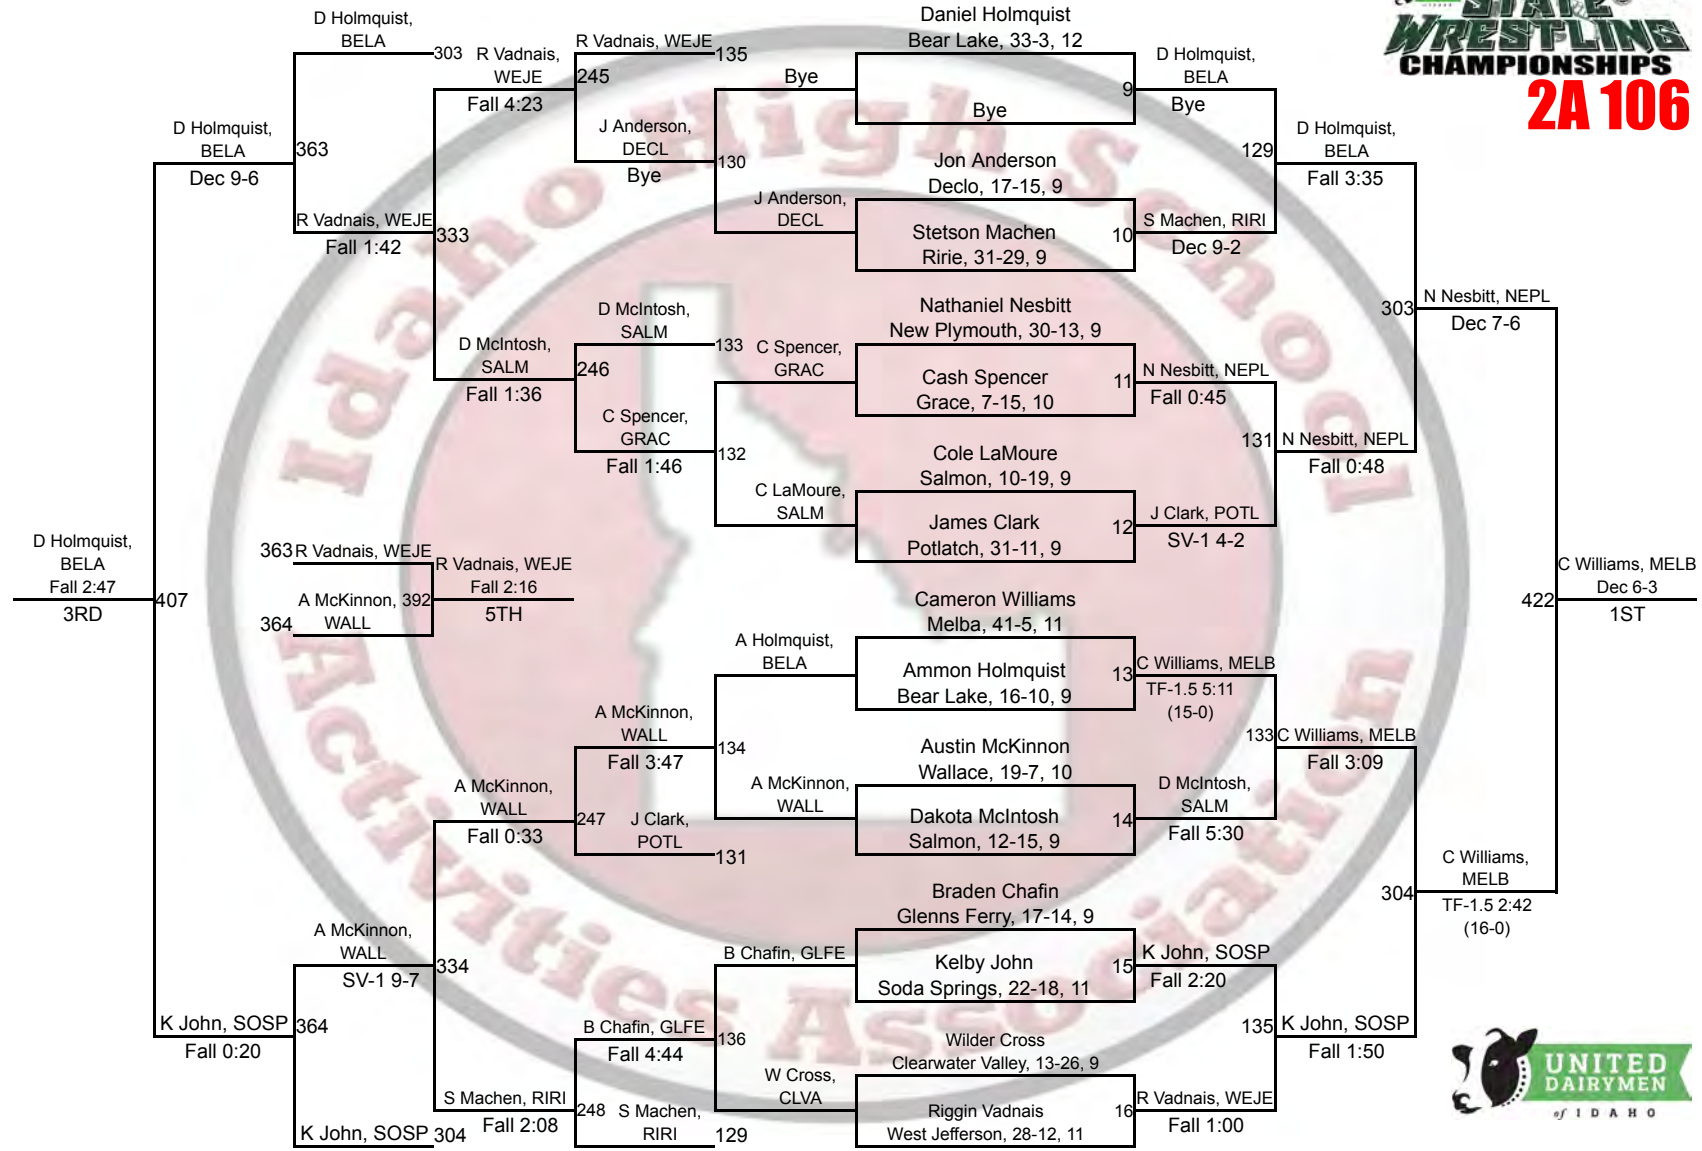 STATE
WRESTLING
CHAMPIONSHIPS
2A 106
Idaho High School
Activities Association
D Holmquist,
BELA
303
D Holmquist,
BELA
Dec 9-6
363
R Vadnais, WEJE
Fall 1:42
333
R Vadnais,
WEJE
Fall 4:23
R Vadnais, WEJE
135
245
J Anderson,
DECL
Bye
130
Bye
J Anderson,
DECL
D McIntosh,
SALM
Fall 1:36
D McIntosh,
SALM
133
246
C Spencer,
GRAC
Fall 1:46
132
C Spencer,
GRAC
C LaMoure,
SALM
D Holmquist,
BELA
Fall 2:47
3RD
407
363
R Vadnais, WEJE
364
A McKinnon,
WALL
392
R Vadnais, WEJE
Fall 2:16
5TH
A Holmquist,
BELA
A McKinnon,
WALL
Fall 3:47
134
A McKinnon,
WALL
A McKinnon,
WALL
Fall 0:33
247
J Clark,
POTL
131
A McKinnon,
WALL
SV-1 9-7
334
K John, SOSP
Fall 0:20
364
K John, SOSP
304
S Machen, RIRI
Fall 2:08
248
B Chafin, GLFE
Fall 4:44
136
S Machen,
RIRI
129
B Chafin, GLFE
W Cross,
CLVA
Daniel Holmquist
Bear Lake, 33-3, 12
Bye
9
D Holmquist,
BELA
Bye
Jon Anderson
Declo, 17-15, 9
Stetson Machen
Ririe, 31-29, 9
10
S Machen, RIRI
Dec 9-2
129
D Holmquist,
BELA
Fall 3:35
Nathaniel Nesbitt
New Plymouth, 30-13, 9
Cash Spencer
Grace, 7-15, 10
11
N Nesbitt, NEPL
Fall 0:45
Cole LaMoure
Salmon, 10-19, 9
James Clark
Potlatch, 31-11, 9
12
J Clark, POTL
SV-1 4-2
131
N Nesbitt, NEPL
Fall 0:48
303
N Nesbitt, NEPL
Dec 7-6
Cameron Williams
Melba, 41-5, 11
Ammon Holmquist
Bear Lake, 16-10, 9
13
C Williams, MELB
TF-1.5 5:11
(15-0)
Austin McKinnon
Wallace, 19-7, 10
Dakota McIntosh
Salmon, 12-15, 9
14
D McIntosh,
SALM
Fall 5:30
133
C Williams, MELB
Fall 3:09
Braden Chafin
Glenns Ferry, 17-14, 9
Kelby John
Soda Springs, 22-18, 11
15
K John, SOSP
Fall 2:20
Wilder Cross
Clearwater Valley, 13-26, 9
Riggin Vadnais
West Jefferson, 28-12, 11
16
R Vadnais, WEJE
Fall 1:00
135
K John, SOSP
Fall 1:50
304
C Williams,
MELB
TF-1.5 2:42
(16-0)
422
C Williams, MELB
Dec 6-3
1ST
UNITED
DAIRYMEN
of IDAHO